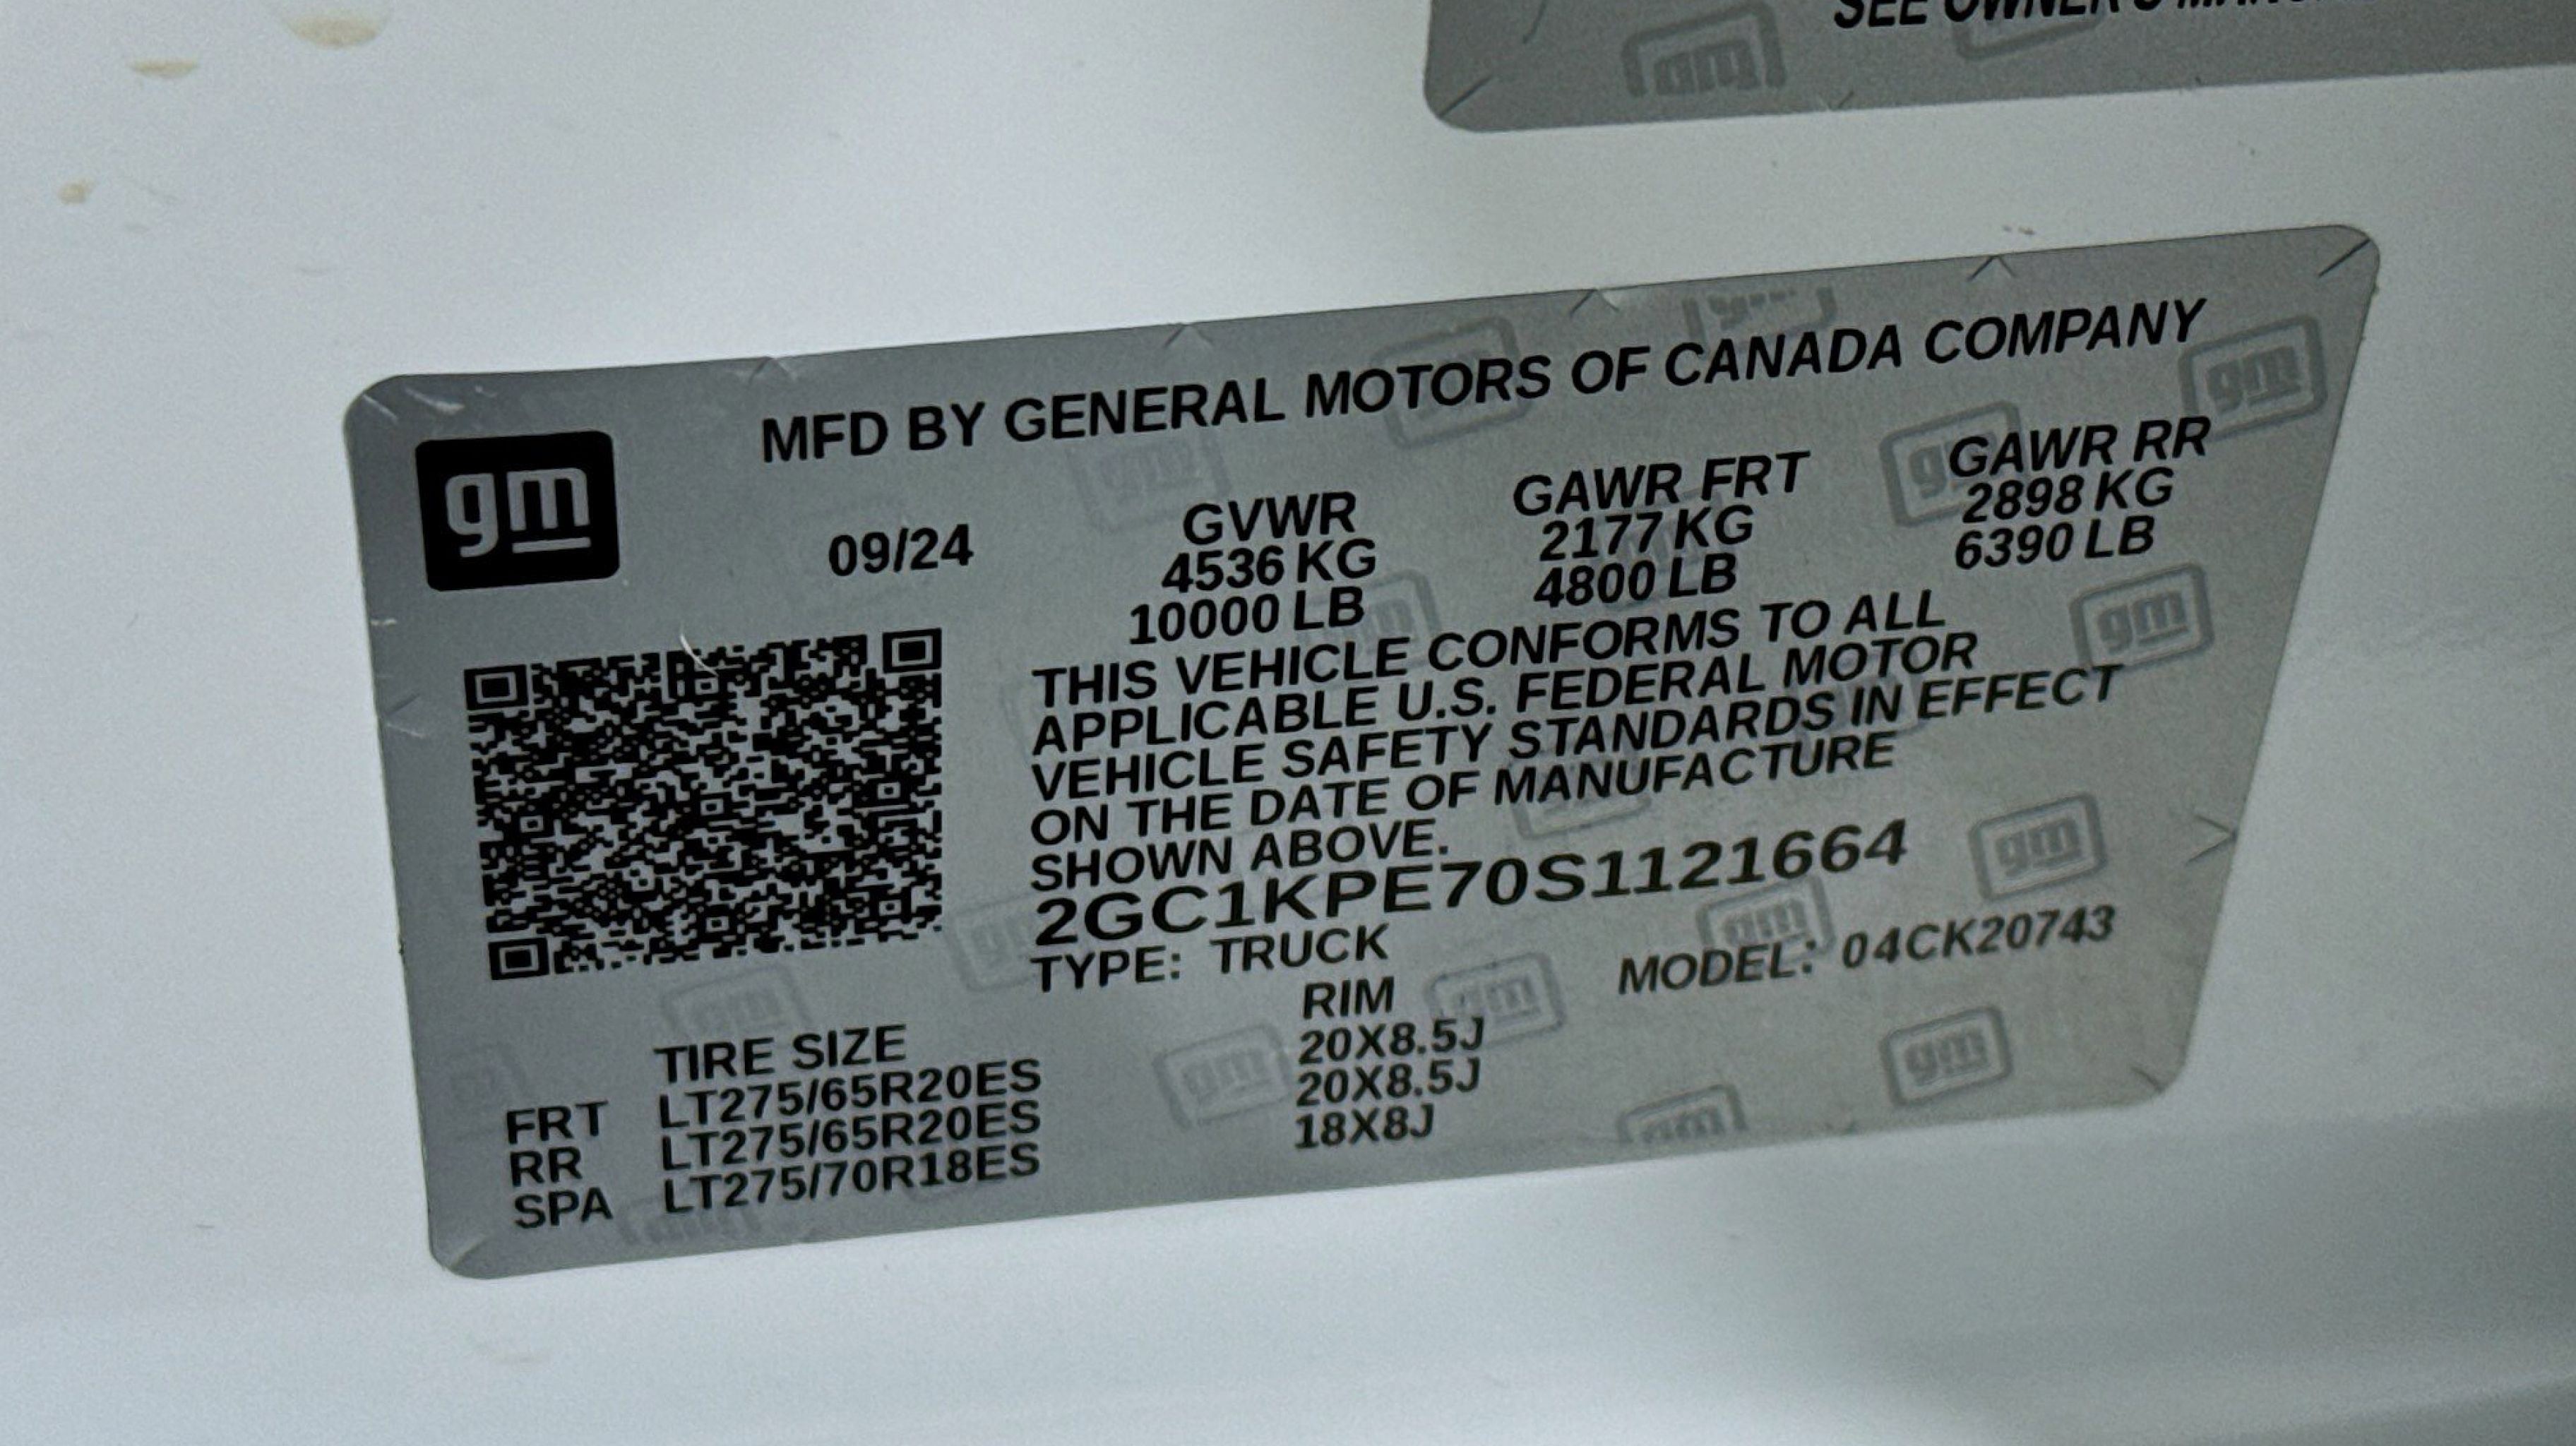 SEE OWNER'S
gm
MFD BY GENERAL MOTORS OF CANADA COMPANY
09/24
GVWR
4536 KG
10000 LB
GAWR FRT
2177 KG
4800 LB
GAWR RR
2898 KG
6390 LB
THIS VEHICLE CONFORMS TO ALL
APPLICABLE U.S. FEDERAL MOTOR
VEHICLE SAFETY STANDARDS IN EFFECT
ON THE DATE OF MANUFACTURE
SHOWN ABOVE.
2GC1KPE70S1121664
TYPE: TRUCK
MODEL: 04CK20743
TIRE SIZE RIM
FRT LT275/65R20ES 20X8.5J
RR LT275/65R20ES 20X8.5J
SPA LT275/70R18ES 18X8J